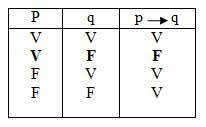 P q p → q
V V V
V F F
F V V
F F V